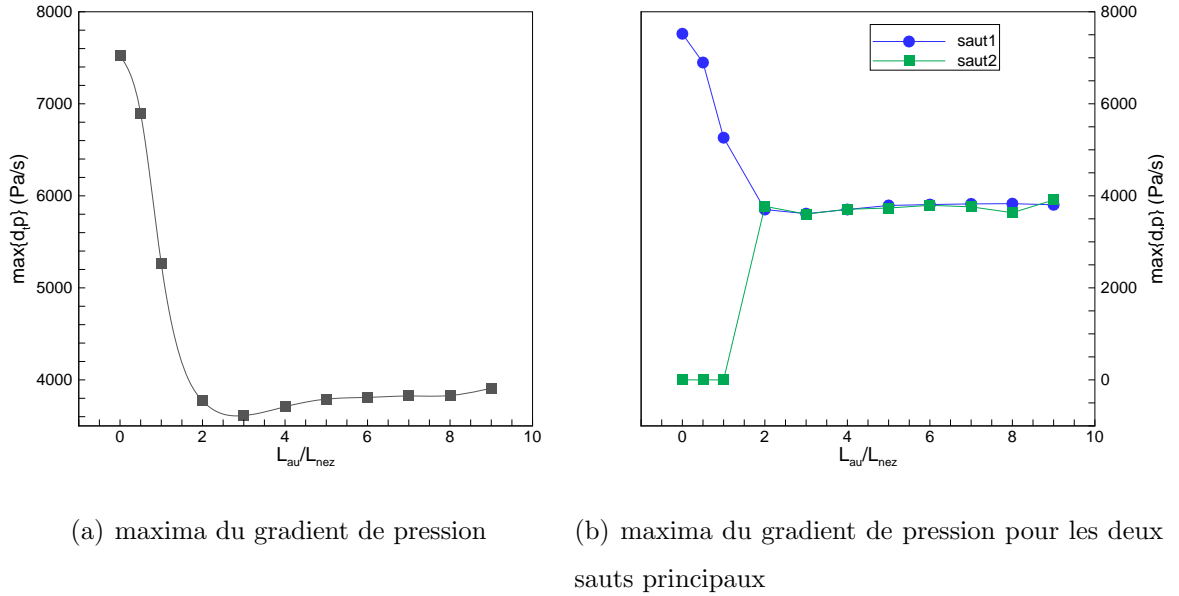 8000
7000
6000
5000
4000
max{dₜp} (Pa/s)
0 2 4 6 8 10
L_au/L_nez
saut1
saut2
8000
6000
4000
2000
0
max{dₜp} (Pa/s)
0 2 4 6 8 10
L_au/L_nez
(a) maxima du gradient de pression
(b) maxima du gradient de pression pour les deux
sauts principaux